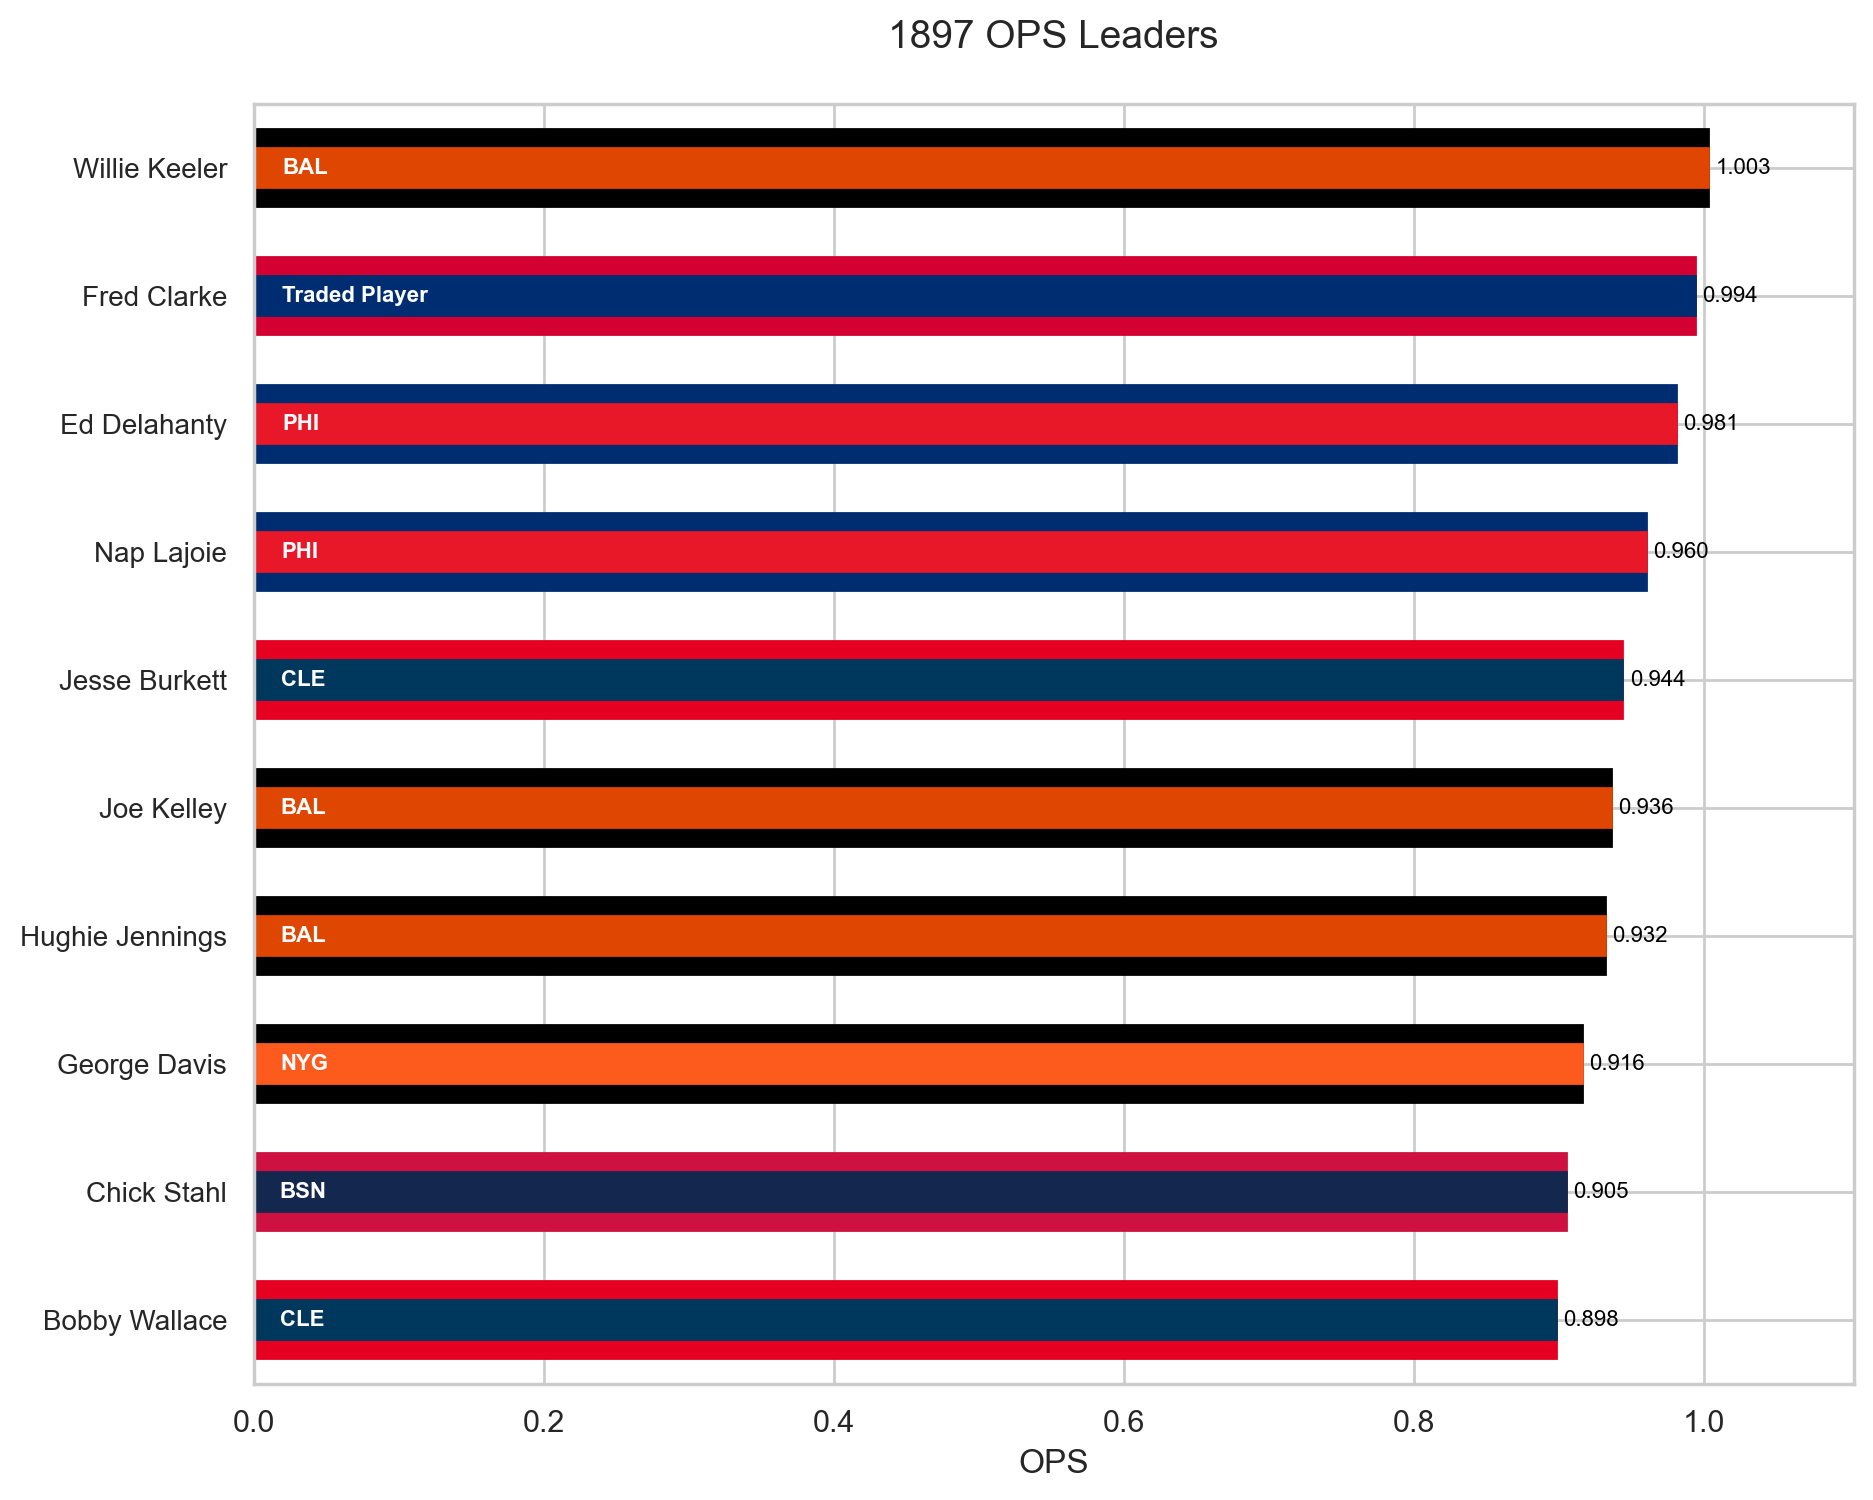 1897 OPS Leaders
Willie Keeler BAL 1.003
Fred Clarke Traded Player 0.994
Ed Delahanty PHI 0.981
Nap Lajoie PHI 0.960
Jesse Burkett CLE 0.944
Joe Kelley BAL 0.936
Hughie Jennings BAL 0.932
George Davis NYG 0.916
Chick Stahl BSN 0.905
Bobby Wallace CLE 0.898
0.0 0.2 0.4 0.6 0.8 1.0
OPS